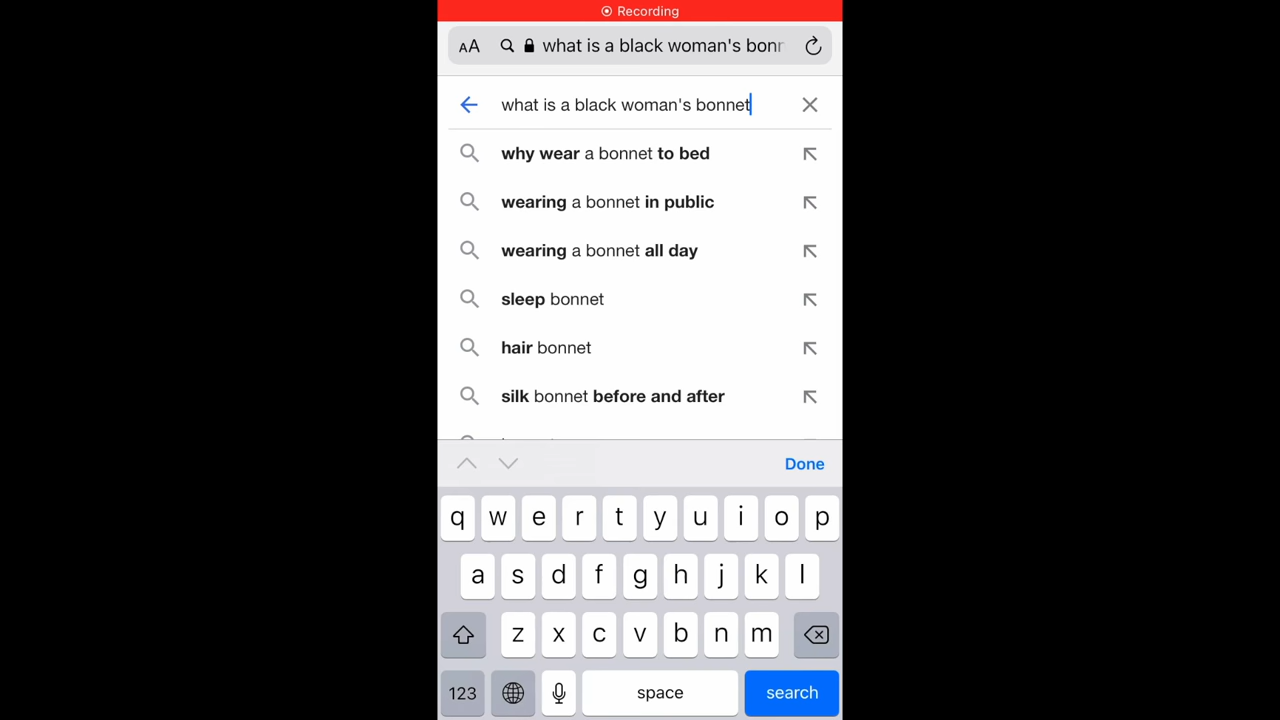 Recording
AA what is a black woman's bonn
what is a black woman's bonnet
why wear a bonnet to bed
wearing a bonnet in public
wearing a bonnet all day
sleep bonnet
hair bonnet
silk bonnet before and after
Done
q w e r t y u i o p
a s d f g h j k l
z x c v b n m
123 space search